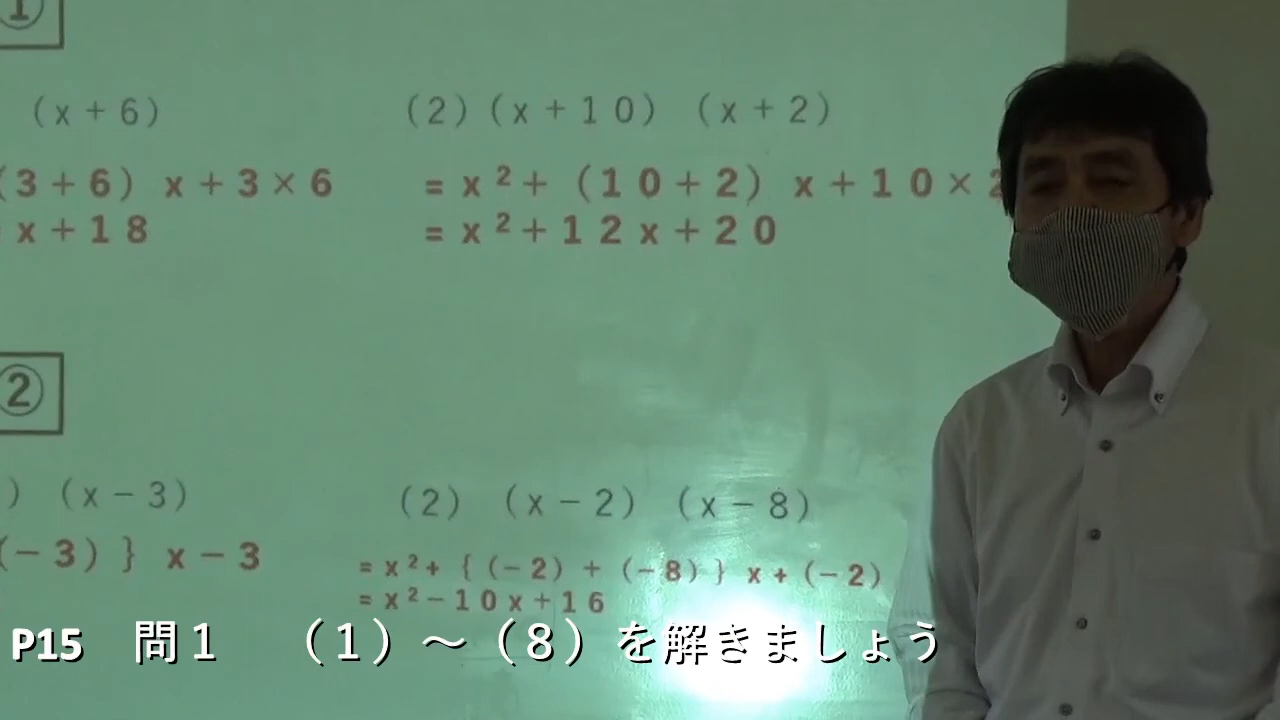 ①
(x+6)
(3+6) x+3×6
x+18
(2)(x+10) (x+2)
=x²+ (10+2) x+10×2
=x²+12x+20
②
) (x-3)
(-3) } x-3
(2) (x-2) (x-8)
=x²+ { (-2) + (-8) } x+(-2)
=x²-10x+16
P15 問1 (1)〜(8)を解きましょう